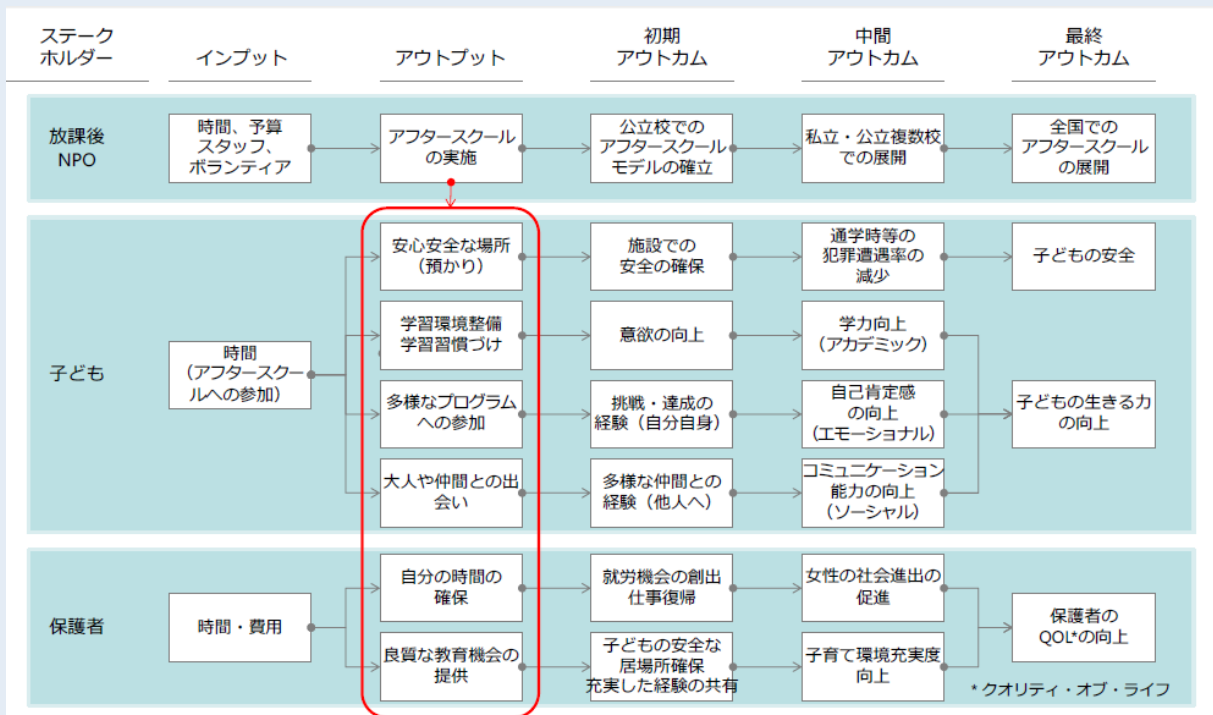 ステーク
ホルダー
インプット
アウトプット
初期
アウトカム
中間
アウトカム
最終
アウトカム
放課後
NPO
時間、予算
スタッフ、
ボランティア
アフタースクール
の実施
公立校での
アフタースクール
モデルの確立
私立・公立複数校
での展開
全国での
アフタースクール
の展開
子ども
時間
(アフタースクー
ルへの参加)
安心安全な場所
(預かり)
施設での
安全の確保
通学時等の
犯罪遭遇率の
減少
子どもの安全
学習環境整備
学習習慣づけ
意欲の向上
学力向上
(アカデミック)
多様なプログラム
への参加
挑戦・達成の
経験(自分自身)
自己肯定感
の向上
(エモーショナル)
子どもの生きる力
の向上
大人や仲間との出
会い
多様な仲間との
経験(他人へ)
コミュニケーション
能力の向上
(ソーシャル)
保護者
時間・費用
自分の時間の
確保
就労機会の創出
仕事復帰
女性の社会進出の
促進
保護者の
QOL*の向上
良質な教育機会の
提供
子どもの安全な
居場所確保
充実した経験の共有
子育て環境充実度
向上
* クオリティ・オブ・ライフ